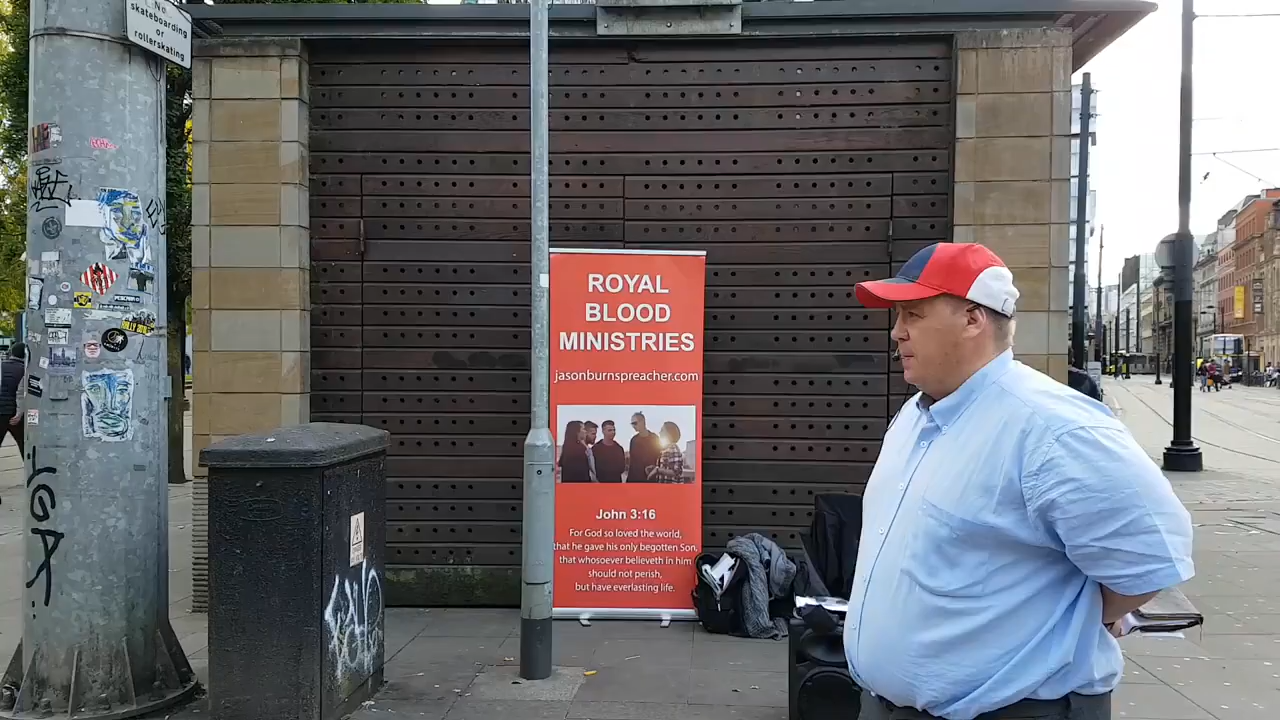 No
skateboarding
or
rollerskating
ROYAL
BLOOD
MINISTRIES
jasonburnspreacher.com
John 3:16
For God so loved the world,
that he gave his only begotten Son,
that whosoever believeth in him
should not perish,
but have everlasting life.